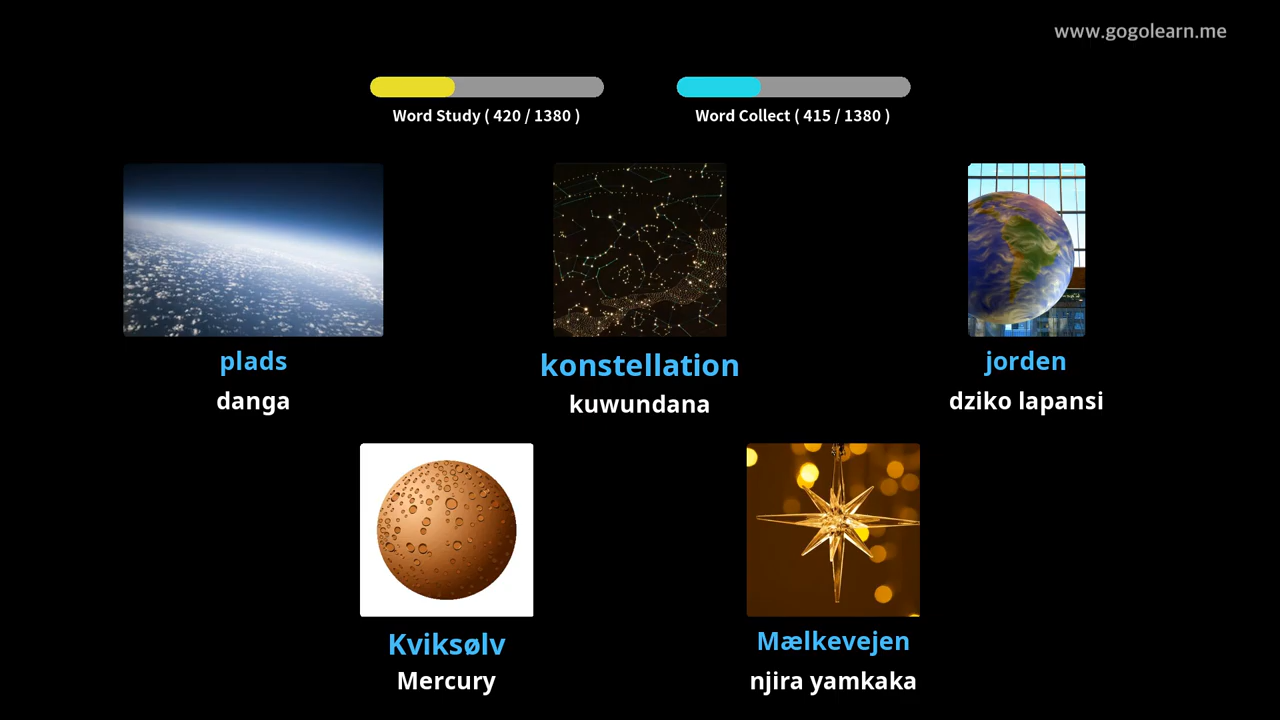 www.gogolearn.me
Word Study ( 420 / 1380 )
Word Collect ( 415 / 1380 )
plads
konstellation
jorden
danga
kuwundana
dziko lapansi
Kviksølv
Mælkevejen
Mercury
njira yamkaka